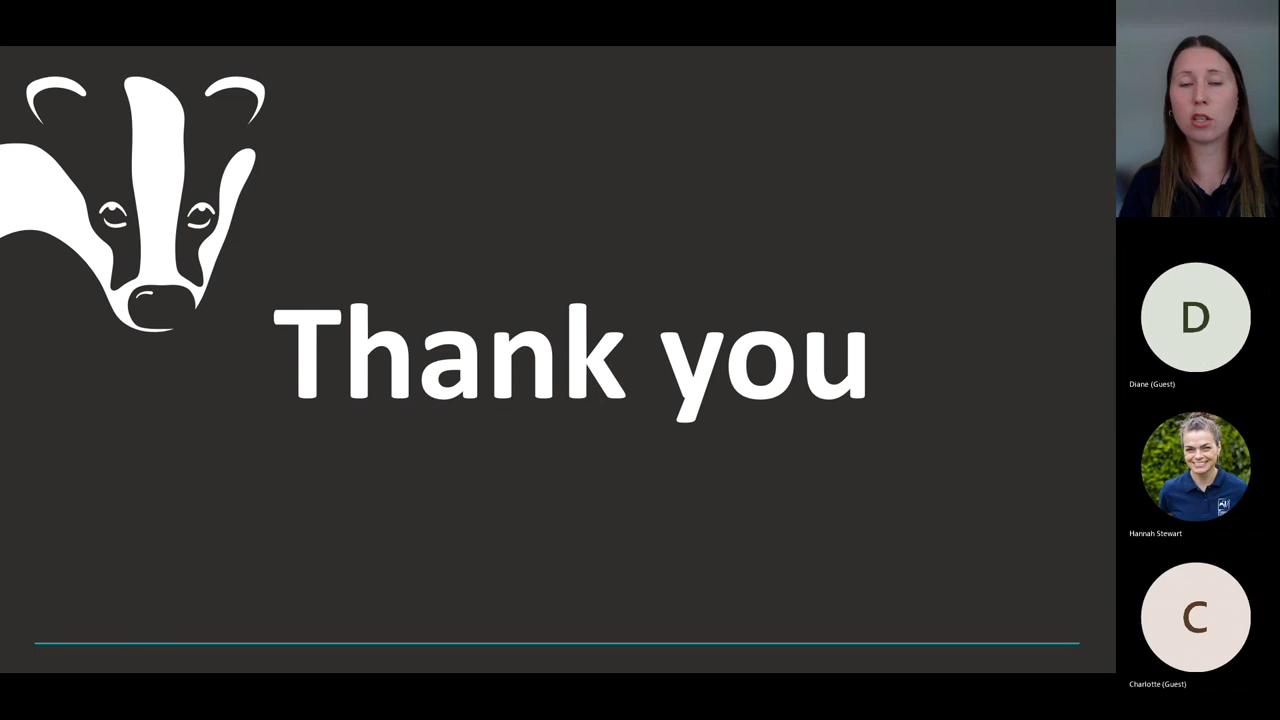 Thank you
D
Diane (Guest)
Hannah Stewart
C
Charlotte (Guest)